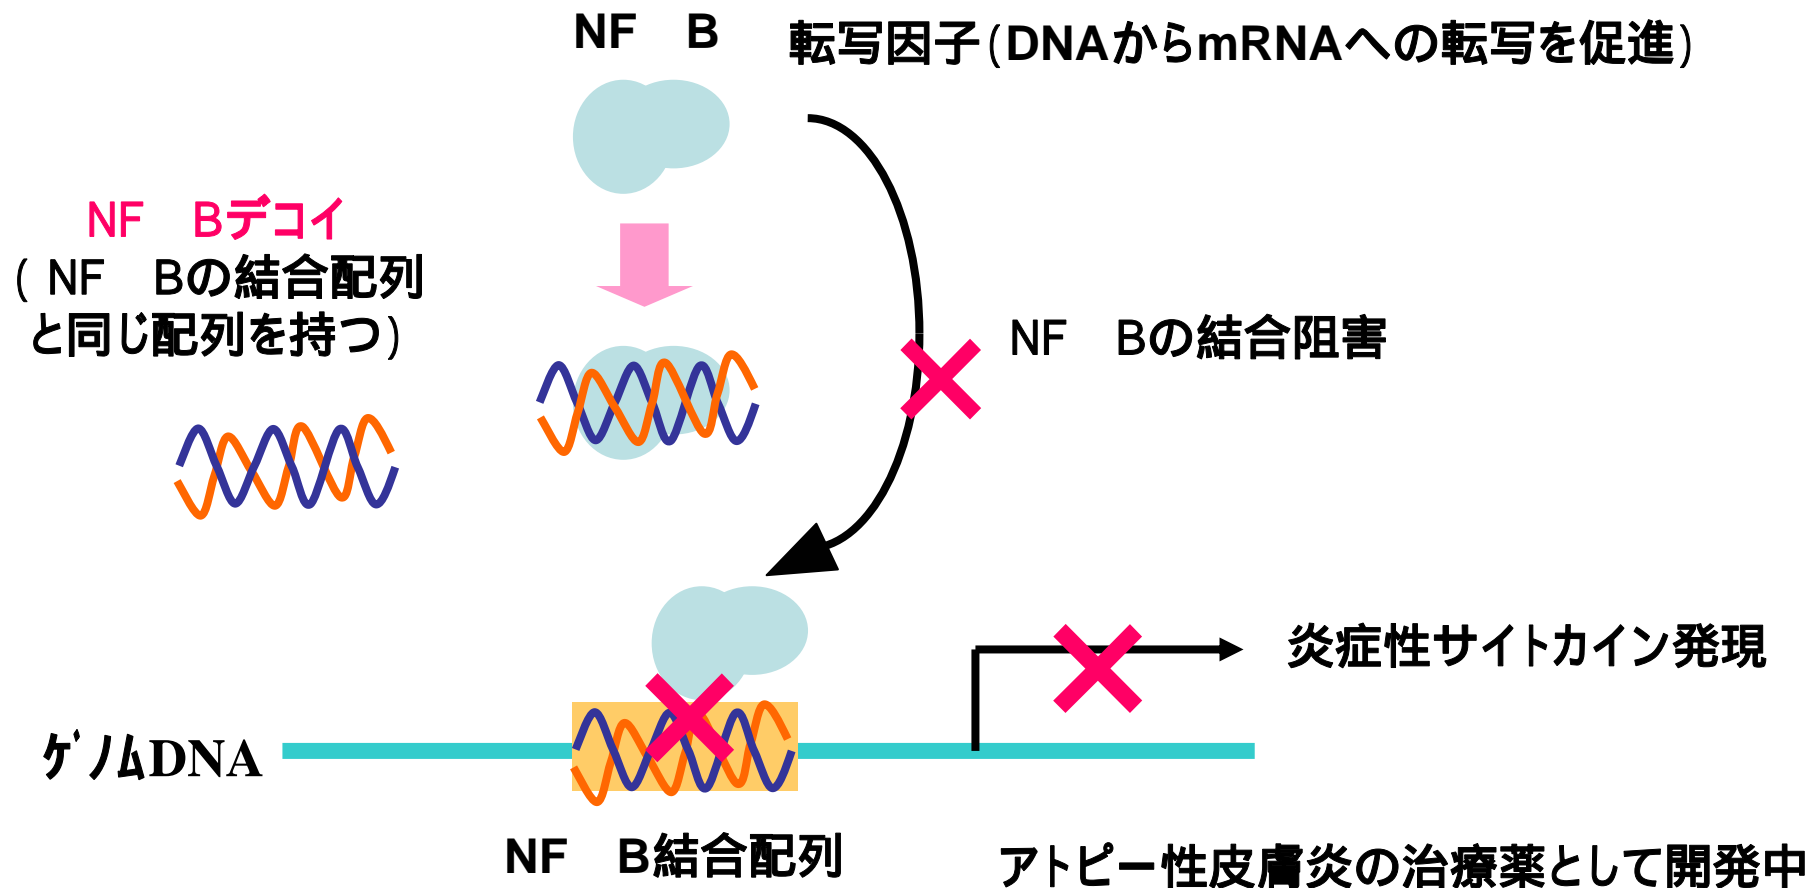 NF　B
転写因子(DNAからmRNAへの転写を促進)
NF　Bデコイ
( NF　Bの結合配列
と同じ配列を持つ)
NF　Bの結合阻害
炎症性サイトカイン発現
ｹﾞﾉﾑDNA
NF　B結合配列
アトピー性皮膚炎の治療薬として開発中